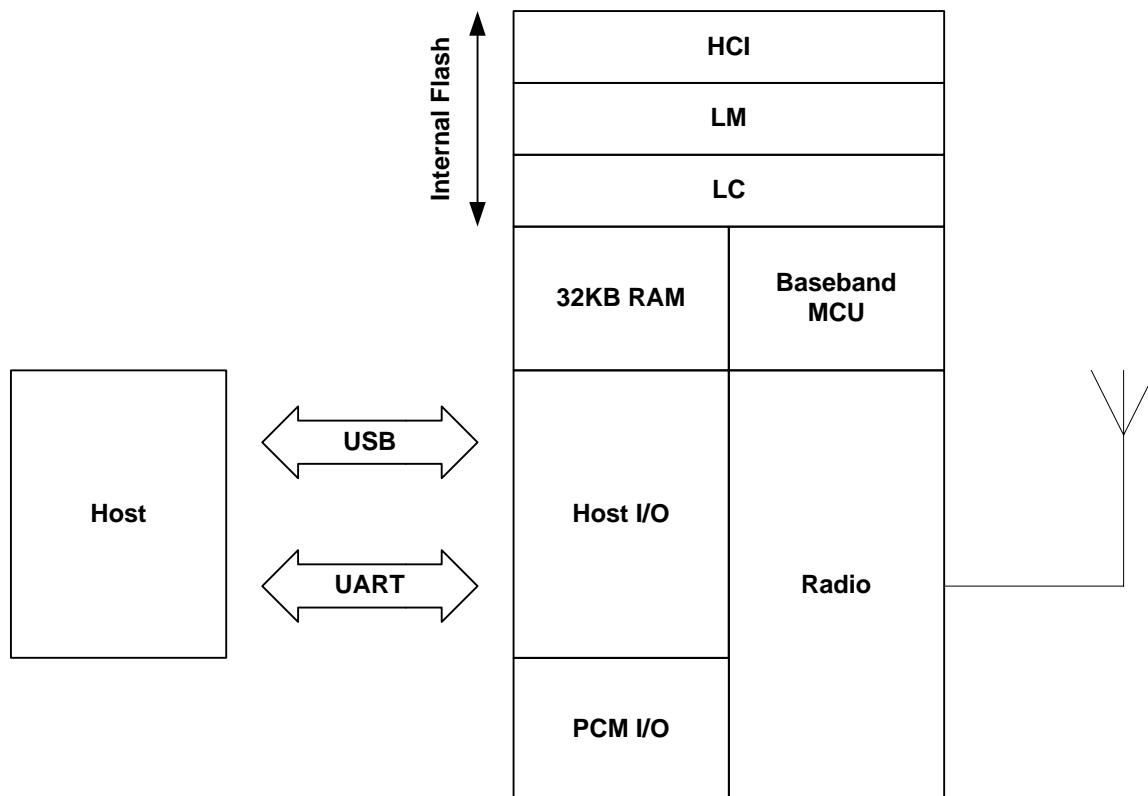 Internal Flash
HCI
LM
LC
32KB RAM
Baseband
MCU
Host
USB
UART
Host I/O
Radio
PCM I/O